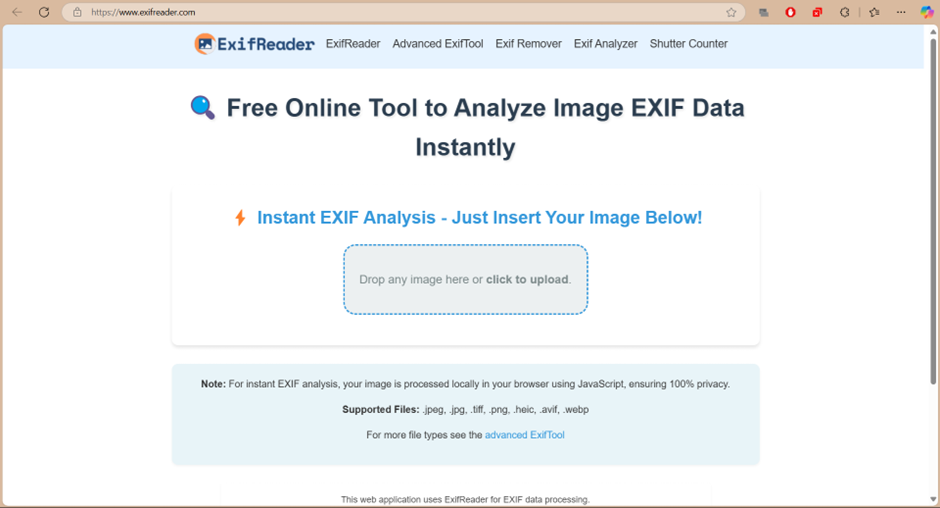 https://www.exifreader.com
ExifReader ExifReader Advanced ExifTool Exif Remover Exif Analyzer Shutter Counter
Free Online Tool to Analyze Image EXIF Data
Instantly
Instant EXIF Analysis - Just Insert Your Image Below!
Drop any image here or click to upload.
Note: For instant EXIF analysis, your image is processed locally in your browser using JavaScript, ensuring 100% privacy.
Supported Files: .jpeg, .jpg, .tiff, .png, .heic, .avif, .webp
For more file types see the advanced ExifTool
This web application uses ExifReader for EXIF data processing.